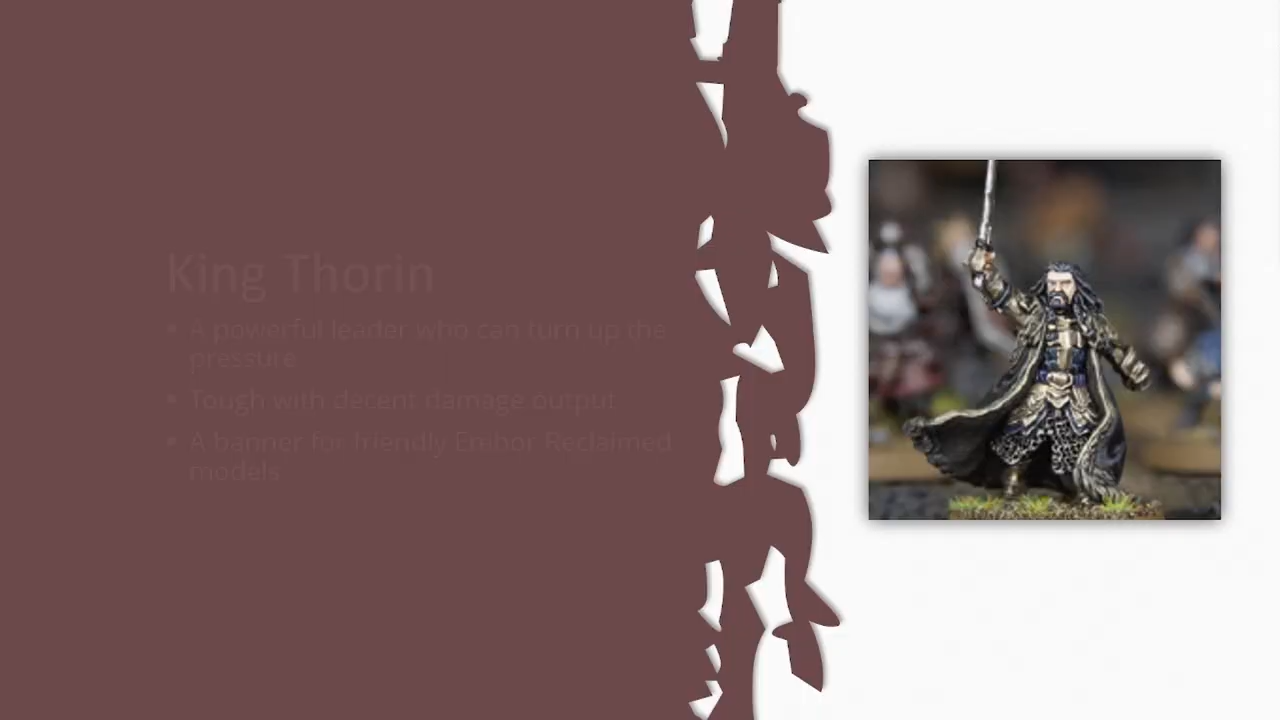 King Thorin
• A powerful leader who can turn up the
pressure
• Tough with decent damage output
• A banner for friendly Erebor Reclaimed
models